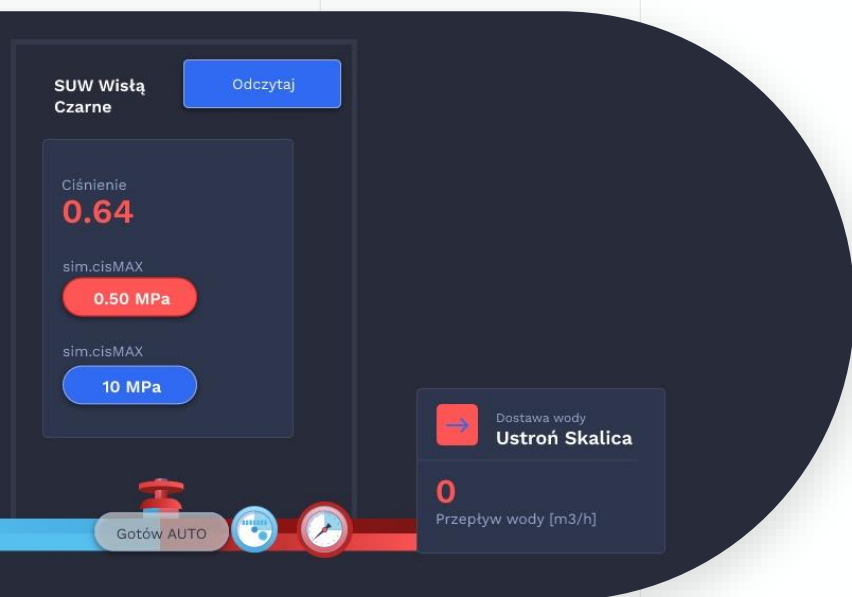 SUW Wisłą
Czarne
Odczytaj
Ciśnienie
0.64
sim.cisMAX
0.50 MPa
sim.cisMAX
10 MPa
Gotów AUTO
Dostawa wody
Ustroń Skalica
0
Przepływ wody [m3/h]